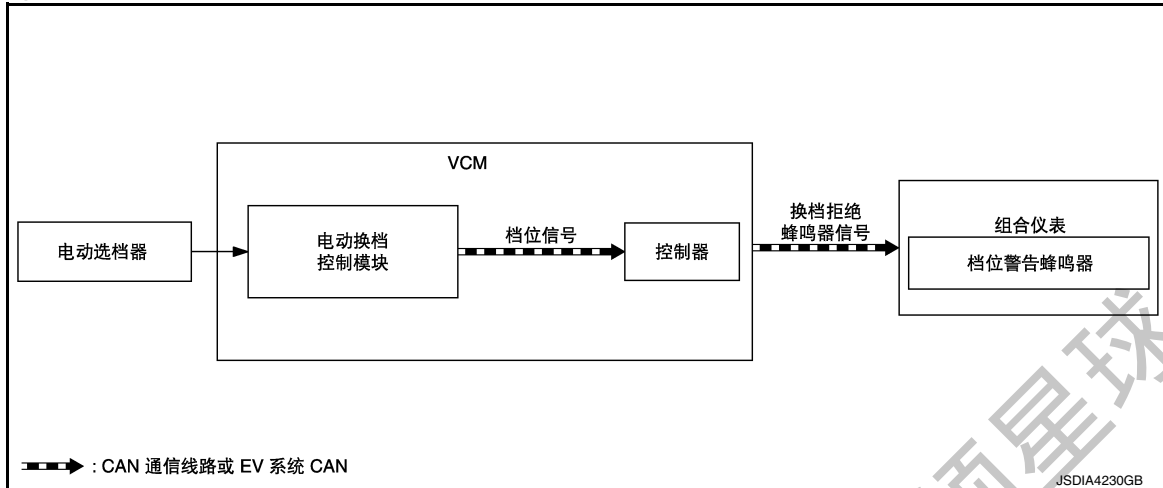 VCM
电动选档器
电动换档
控制模块
档位信号
控制器
换档拒绝
蜂鸣器信号
组合仪表
档位警告蜂鸣器
: CAN 通信线路或 EV 系统 CAN
JSDIA4230GB
星球